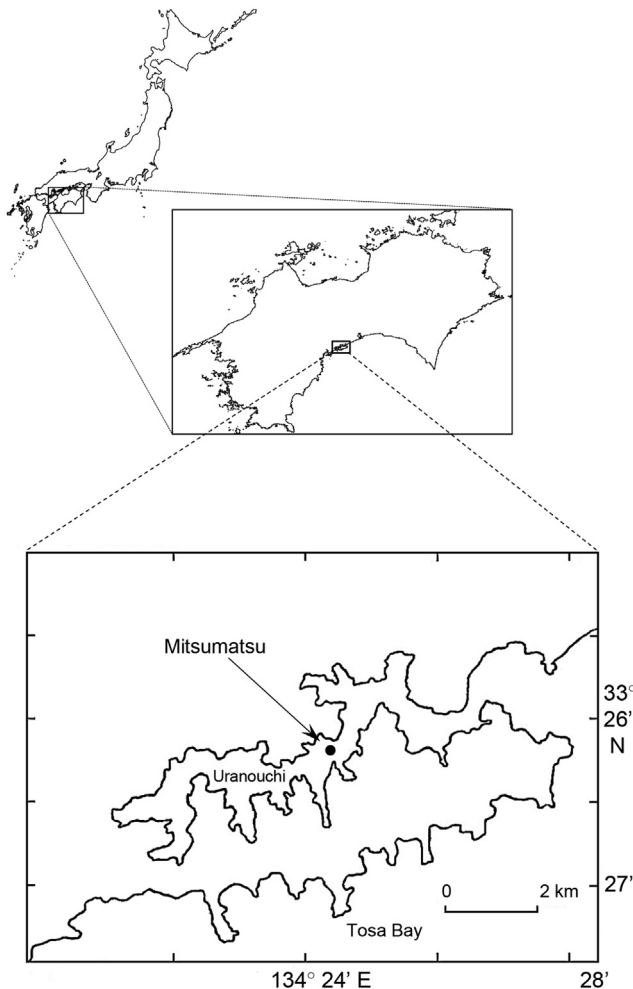 Mitsumatsu
33°
26'
N
Uranouchi
27'
0 2 km
Tosa Bay
134° 24' E 28'